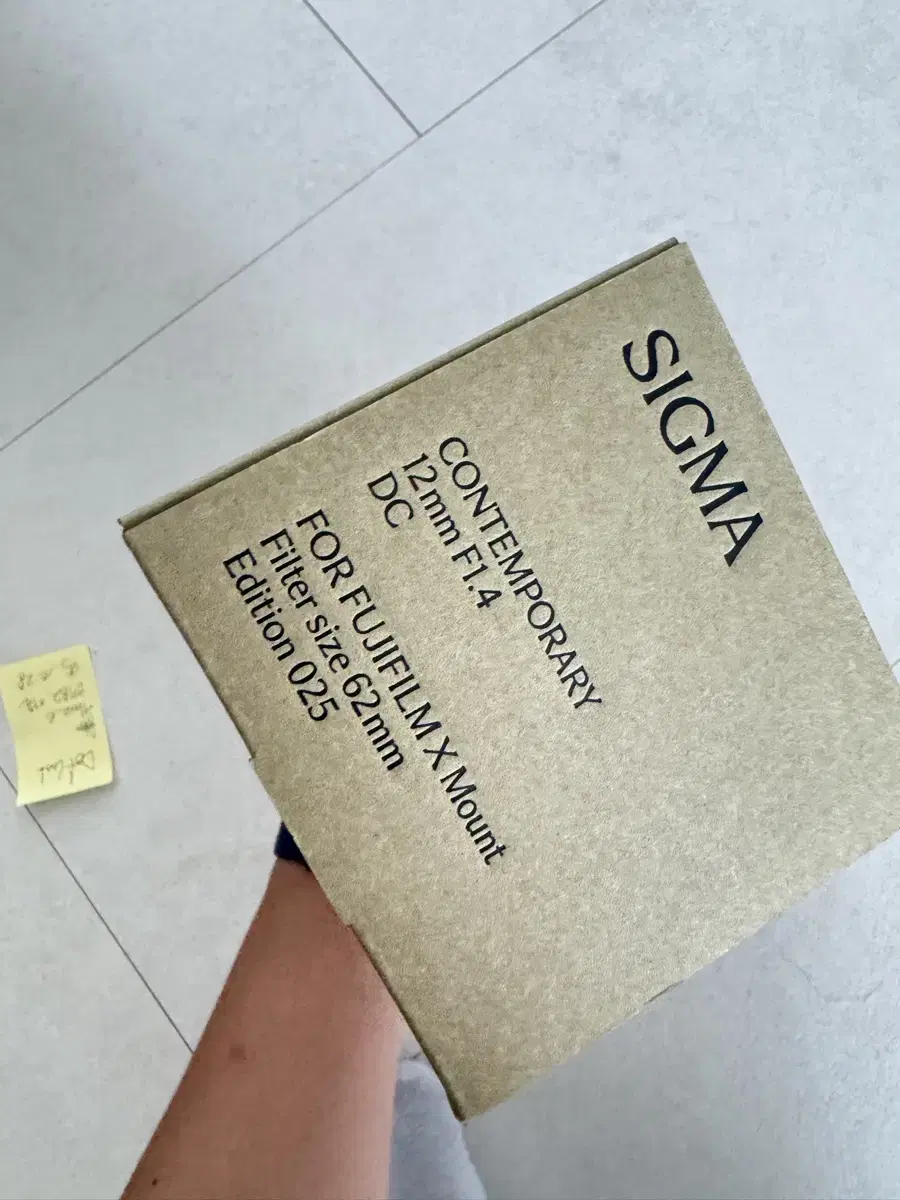 SIGMA
CONTEMPORARY
12mm F1.4
DC
FOR FUJIFILM X Mount
Filter size 62mm
Edition 025